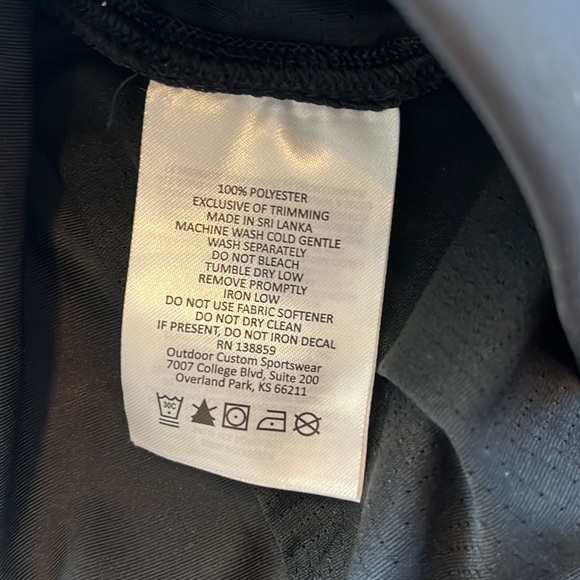 100% POLYESTER
EXCLUSIVE OF TRIMMING
MADE IN SRI LANKA
MACHINE WASH COLD GENTLE
WASH SEPARATELY
DO NOT BLEACH
TUMBLE DRY LOW
REMOVE PROMPTLY
IRON LOW
DO NOT USE FABRIC SOFTENER
DO NOT DRY CLEAN
IF PRESENT, DO NOT IRON DECAL
RN 138859
Outdoor Custom Sportswear
7007 College Blvd, Suite 200
Overland Park, KS 66211
30C